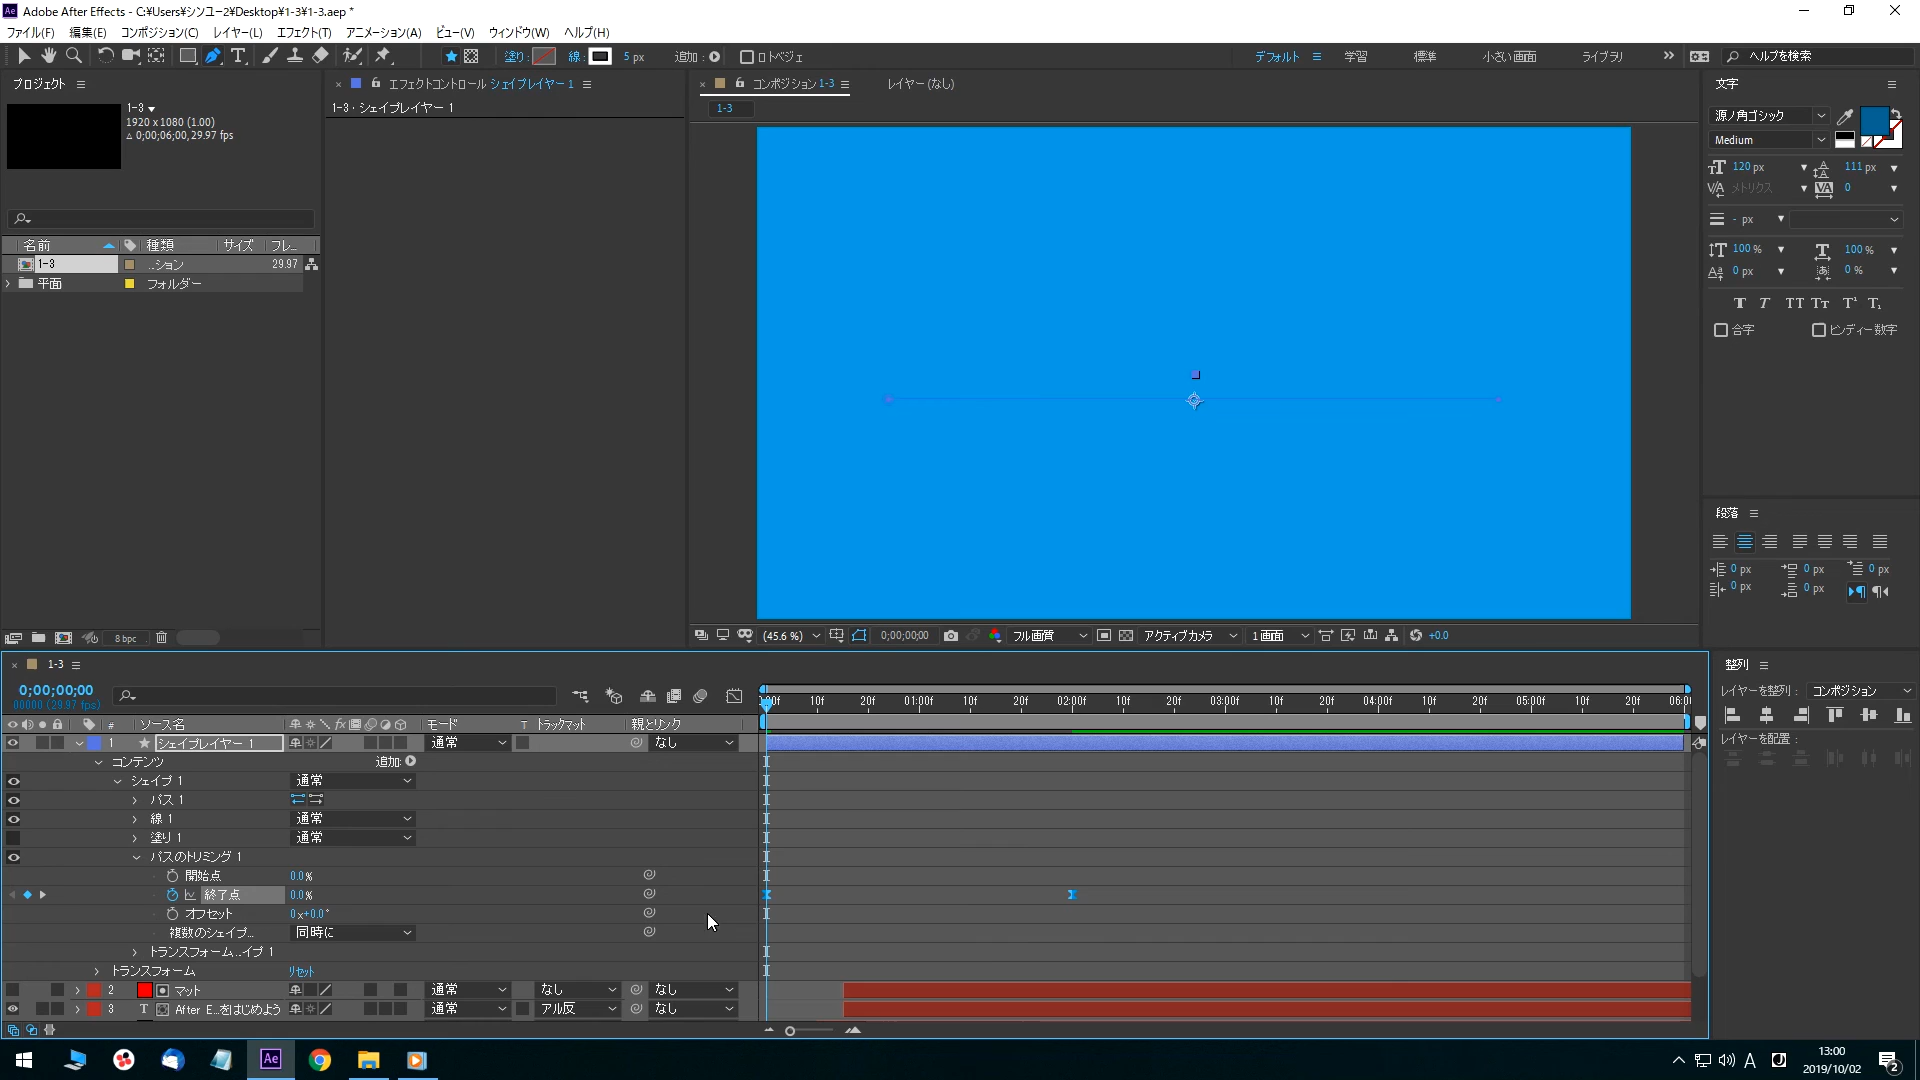 Adobe After Effects - C:¥Users¥シンユー2¥Desktop¥1-3¥1-3.aep *
ファイル(F) 編集(E) コンポジション(C) レイヤー(L) エフェクト(T) アニメーション(A) ビュー(V) ウィンドウ(W) ヘルプ(H)
塗り: 線: 5 px 追加: ロトベジェ デフォルト 学習 標準 小さい画面 ライブラリ ヘルプを検索
プロジェクト
エフェクトコントロール シェイプレイヤー 1
コンポジション 1-3
レイヤー (なし)
文字
1-3
1920 x 1080 (1.00)
Δ 0;00;06;00, 29.97 fps
1-3・シェイプレイヤー 1
1-3
源ノ角ゴシック
Medium
120 px 111 px
メトリクス 0
- px
100 % 100 %
0 px 0 %
合字 ヒンディー数字
名前 種類 サイズ フレ...
1-3 ...ション 29.97
平面 フォルダー
段落
0 px 0 px 0 px
0 px 0 px
8 bpc
(45.6 %) 0;00;00;00 フル画質 アクティブカメラ 1画面 +0.0
1-3
0;00;00;00
00000 (29.97 fps)
00f 10f 20f 01:00f 10f 20f 02:00f 10f 20f 03:00f 10f 20f 04:00f 10f 20f 05:00f 10f 20f 06:0
# ソース名 fx モード T トラックマット 親とリンク
1 シェイプレイヤー 1 通常 なし
コンテンツ 追加:
シェイプ 1 通常
パス 1
線 1 通常
塗り 1 通常
パスのトリミング 1
開始点 0.0%
終了点 0.0%
オフセット 0x+0.0°
複数のシェイプ... 同時に
トランスフォーム...イプ 1
トランスフォーム リセット
2 マット 通常 なし なし
3 T After E...をはじめよう 通常 アル反 なし
整列
レイヤーを整列: コンポジション
レイヤーを配置:
Ae A 13:00
2019/10/02 2